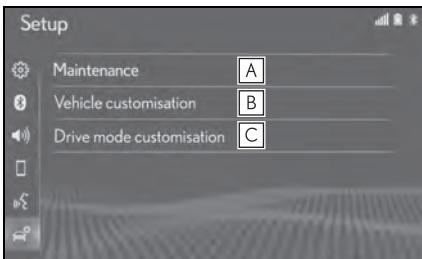 Setup
Maintenance A
Vehicle customisation B
Drive mode customisation C